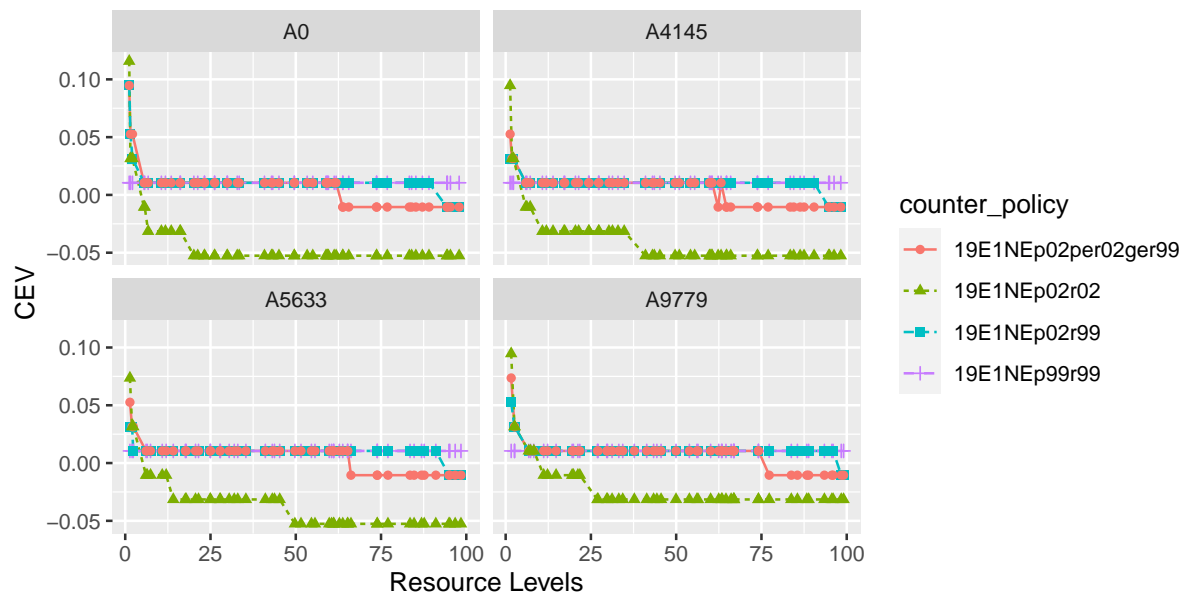 A0
A4145
0.10
0.05
0.00
−0.05
A5633
A9779
0.10
0.05
0.00
−0.05
0
25
50
75
100
0
25
50
75
100
Resource Levels
CEV
counter_policy
19E1NEp02per02ger99
19E1NEp02r02
19E1NEp02r99
19E1NEp99r99